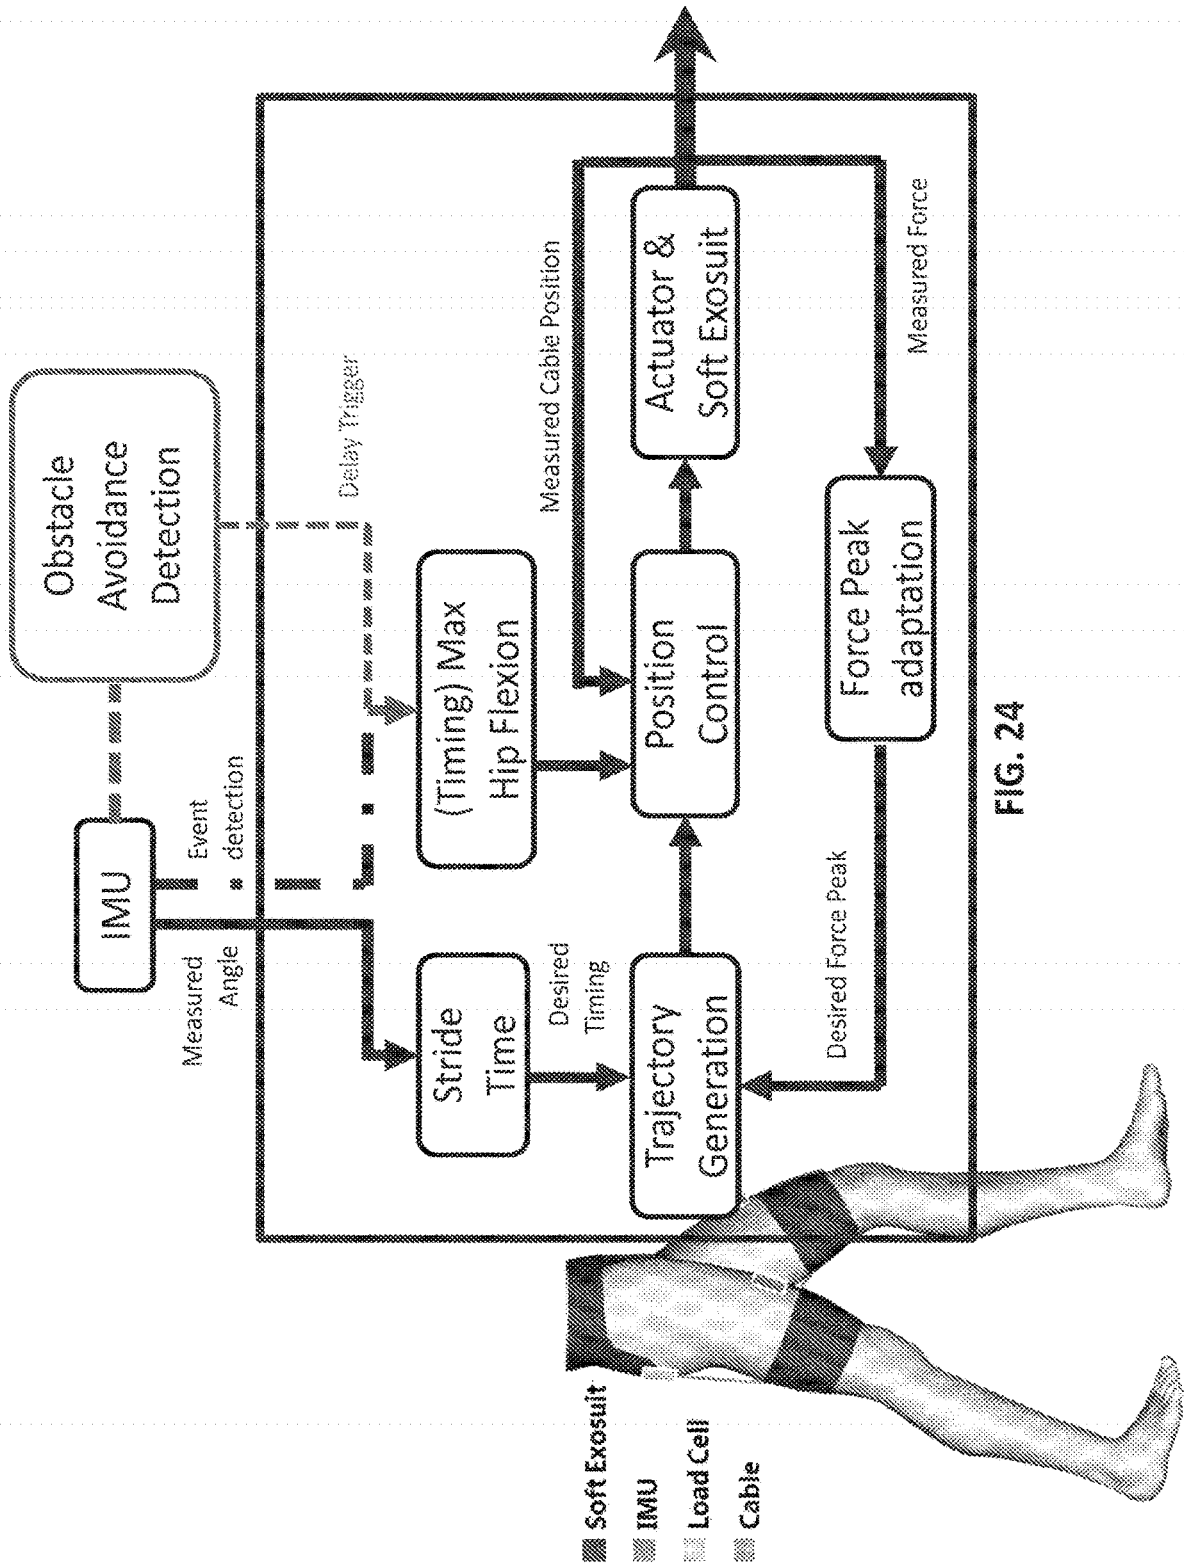 Obstacle
Avoidance
Detection
IMU
Measured
Angle
Event
detection
Delay Trigger
Stride
Time
(Timing) Max
Hip Flexion
Desired
Timing
Measured Cable Position
Trajectory
Generation
Position
Control
Actuator &
Soft Exosuit
Desired Force Peak
Force Peak
adaptation
Measured Force
Soft Exosuit
IMU
Load Cell
Cable
FIG. 24